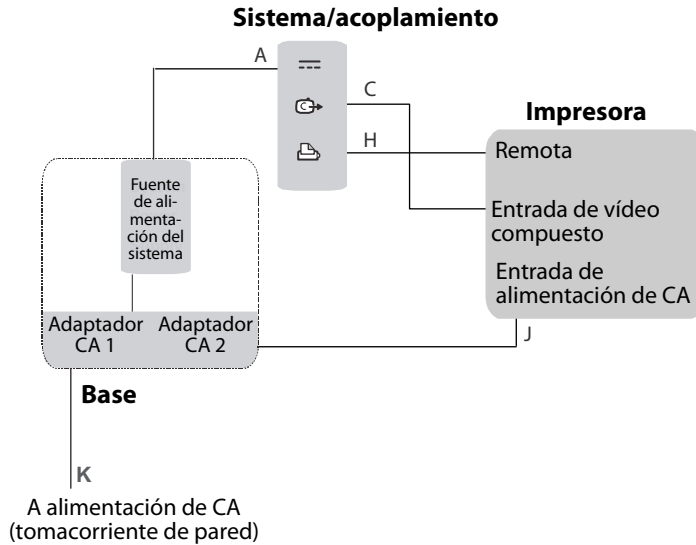 Sistema/acoplamiento
A
C
H
Impresora
Remota
Entrada de vídeo
compuesto
Entrada de
alimentación de CA
J
Fuente
de ali-
menta-
ción del
sistema
Adaptador
CA 1
Adaptador
CA 2
Base
K
A alimentación de CA
(tomacorriente de pared)